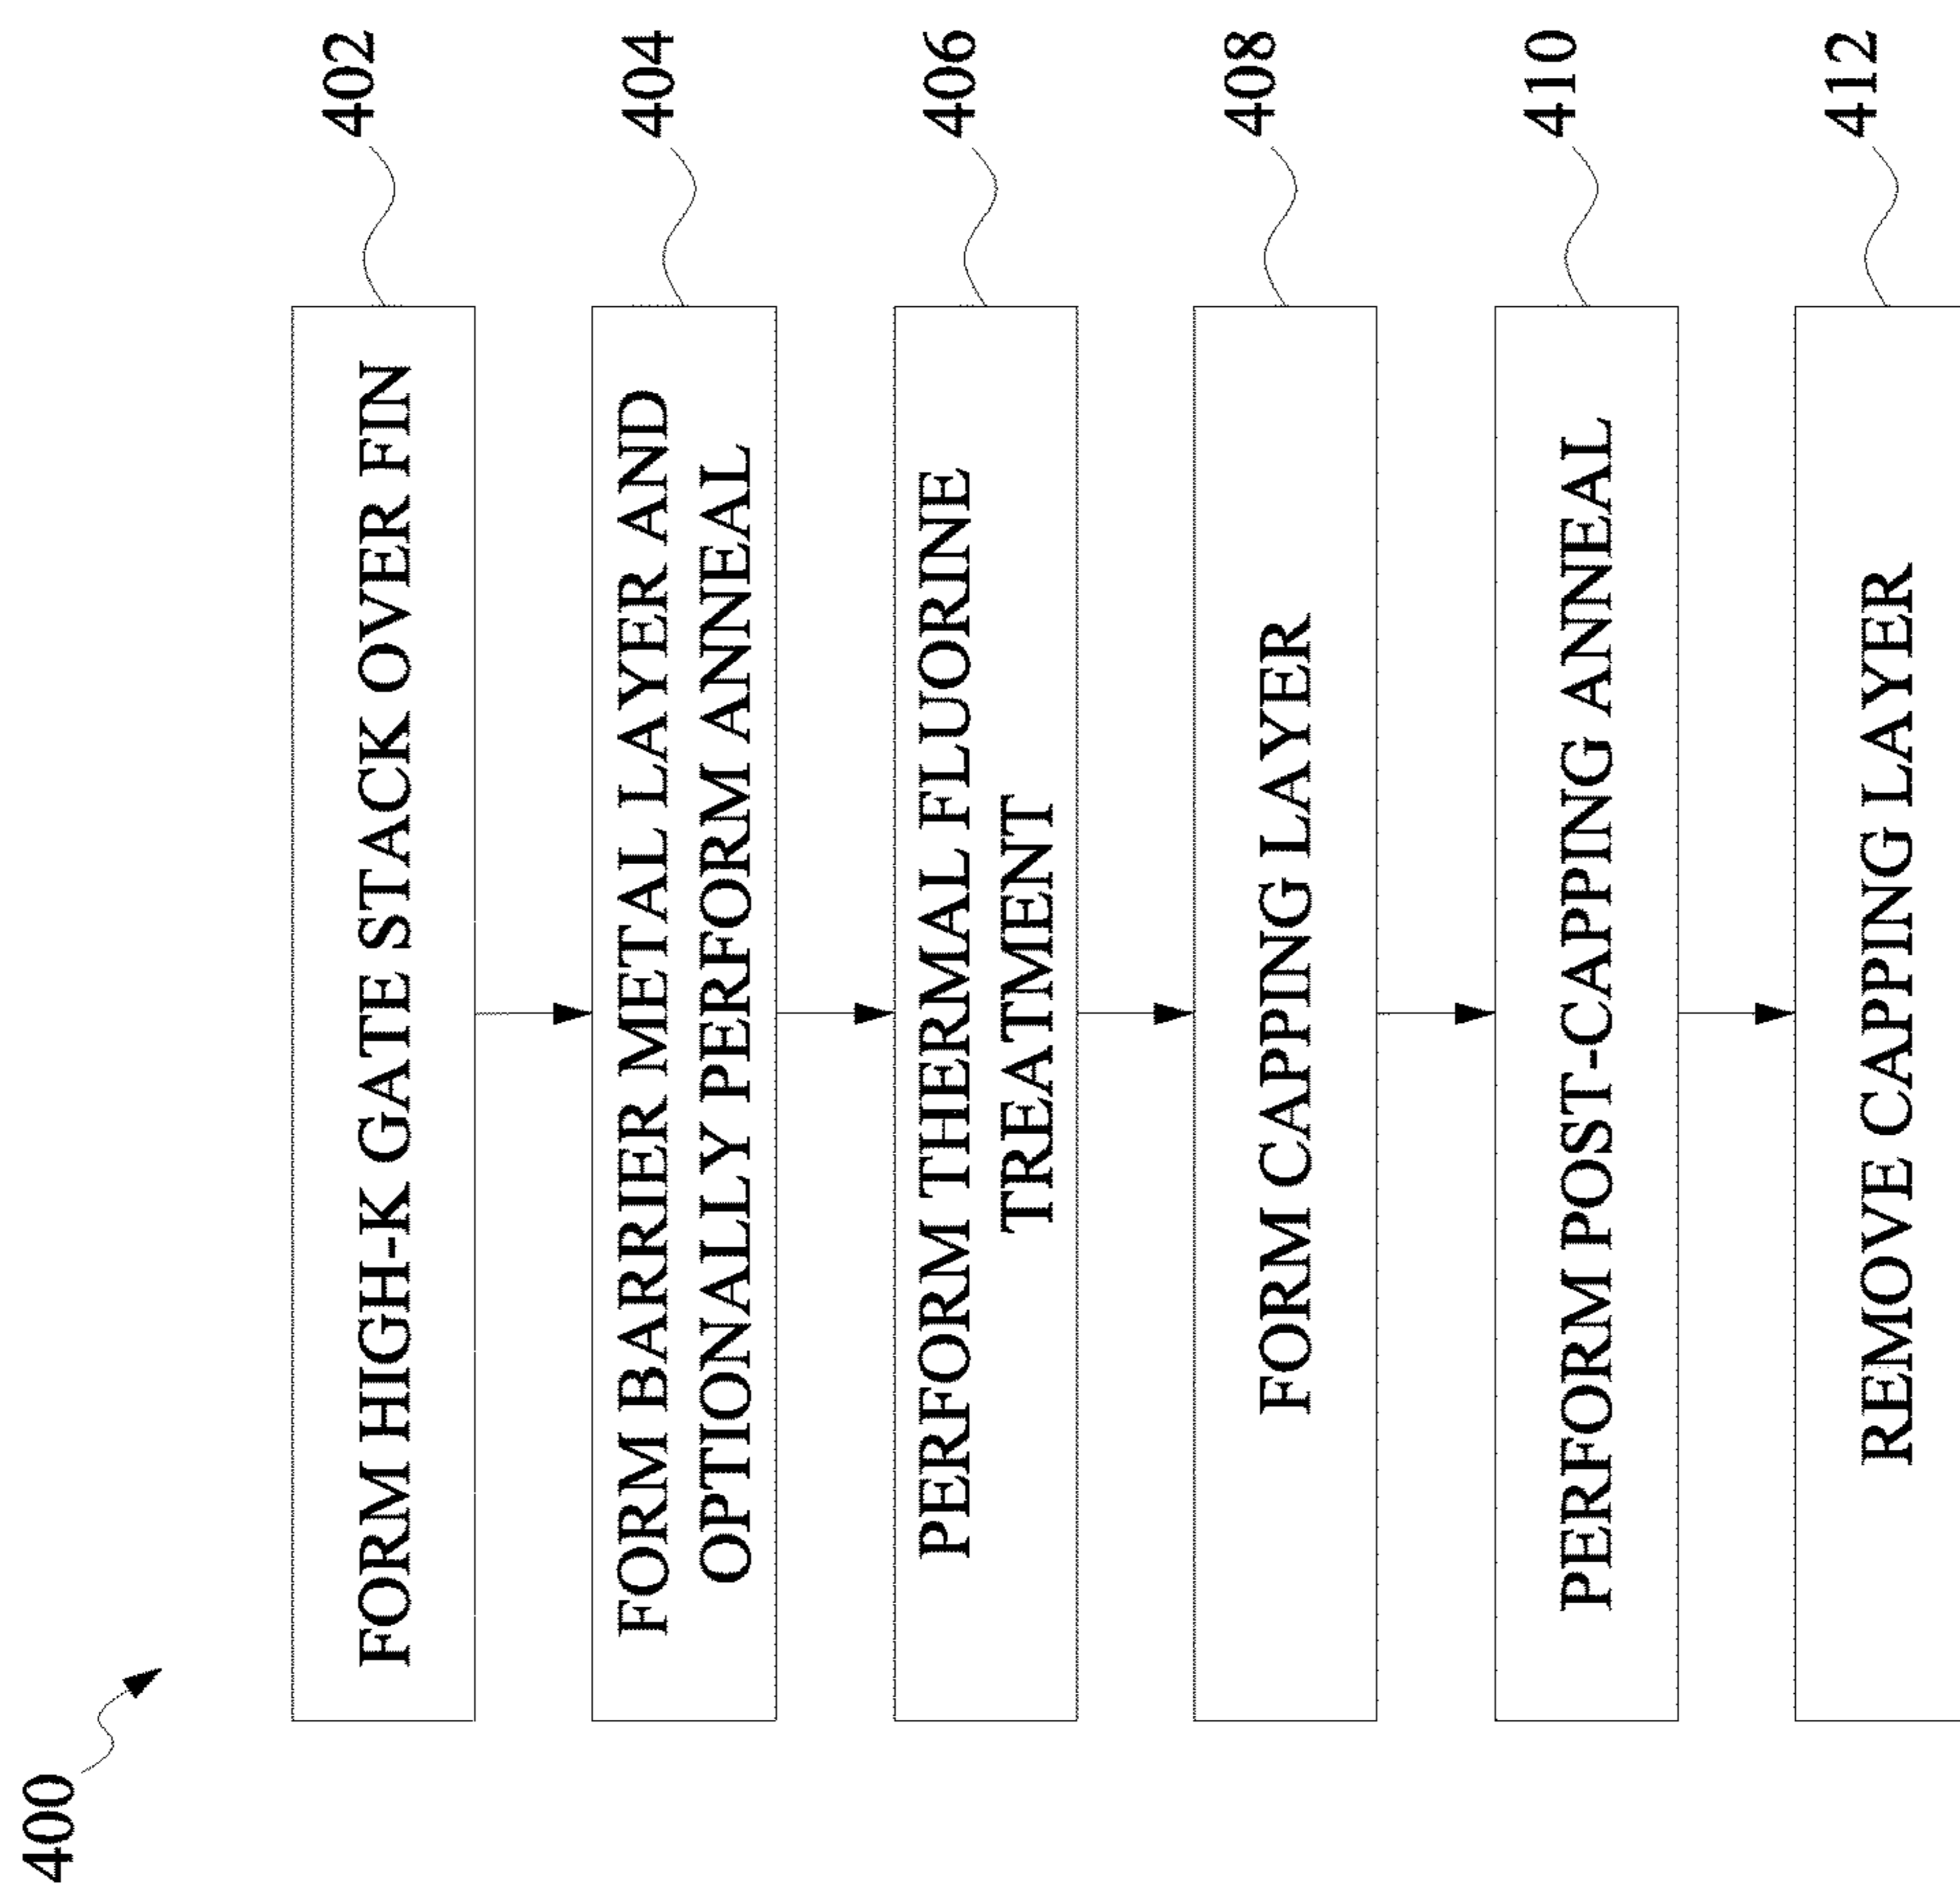 400
FORM HIGH-K GATE STACK OVER FIN
402
FORM BARRIER METAL LAYER AND
OPTIONALLY PERFORM ANNEAL
404
PERFORM THERMAL FLUORINE
TREATMENT
406
FORM CAPPING LAYER
408
PERFORM POST-CAPPING ANNEAL
410
REMOVE CAPPING LAYER
412